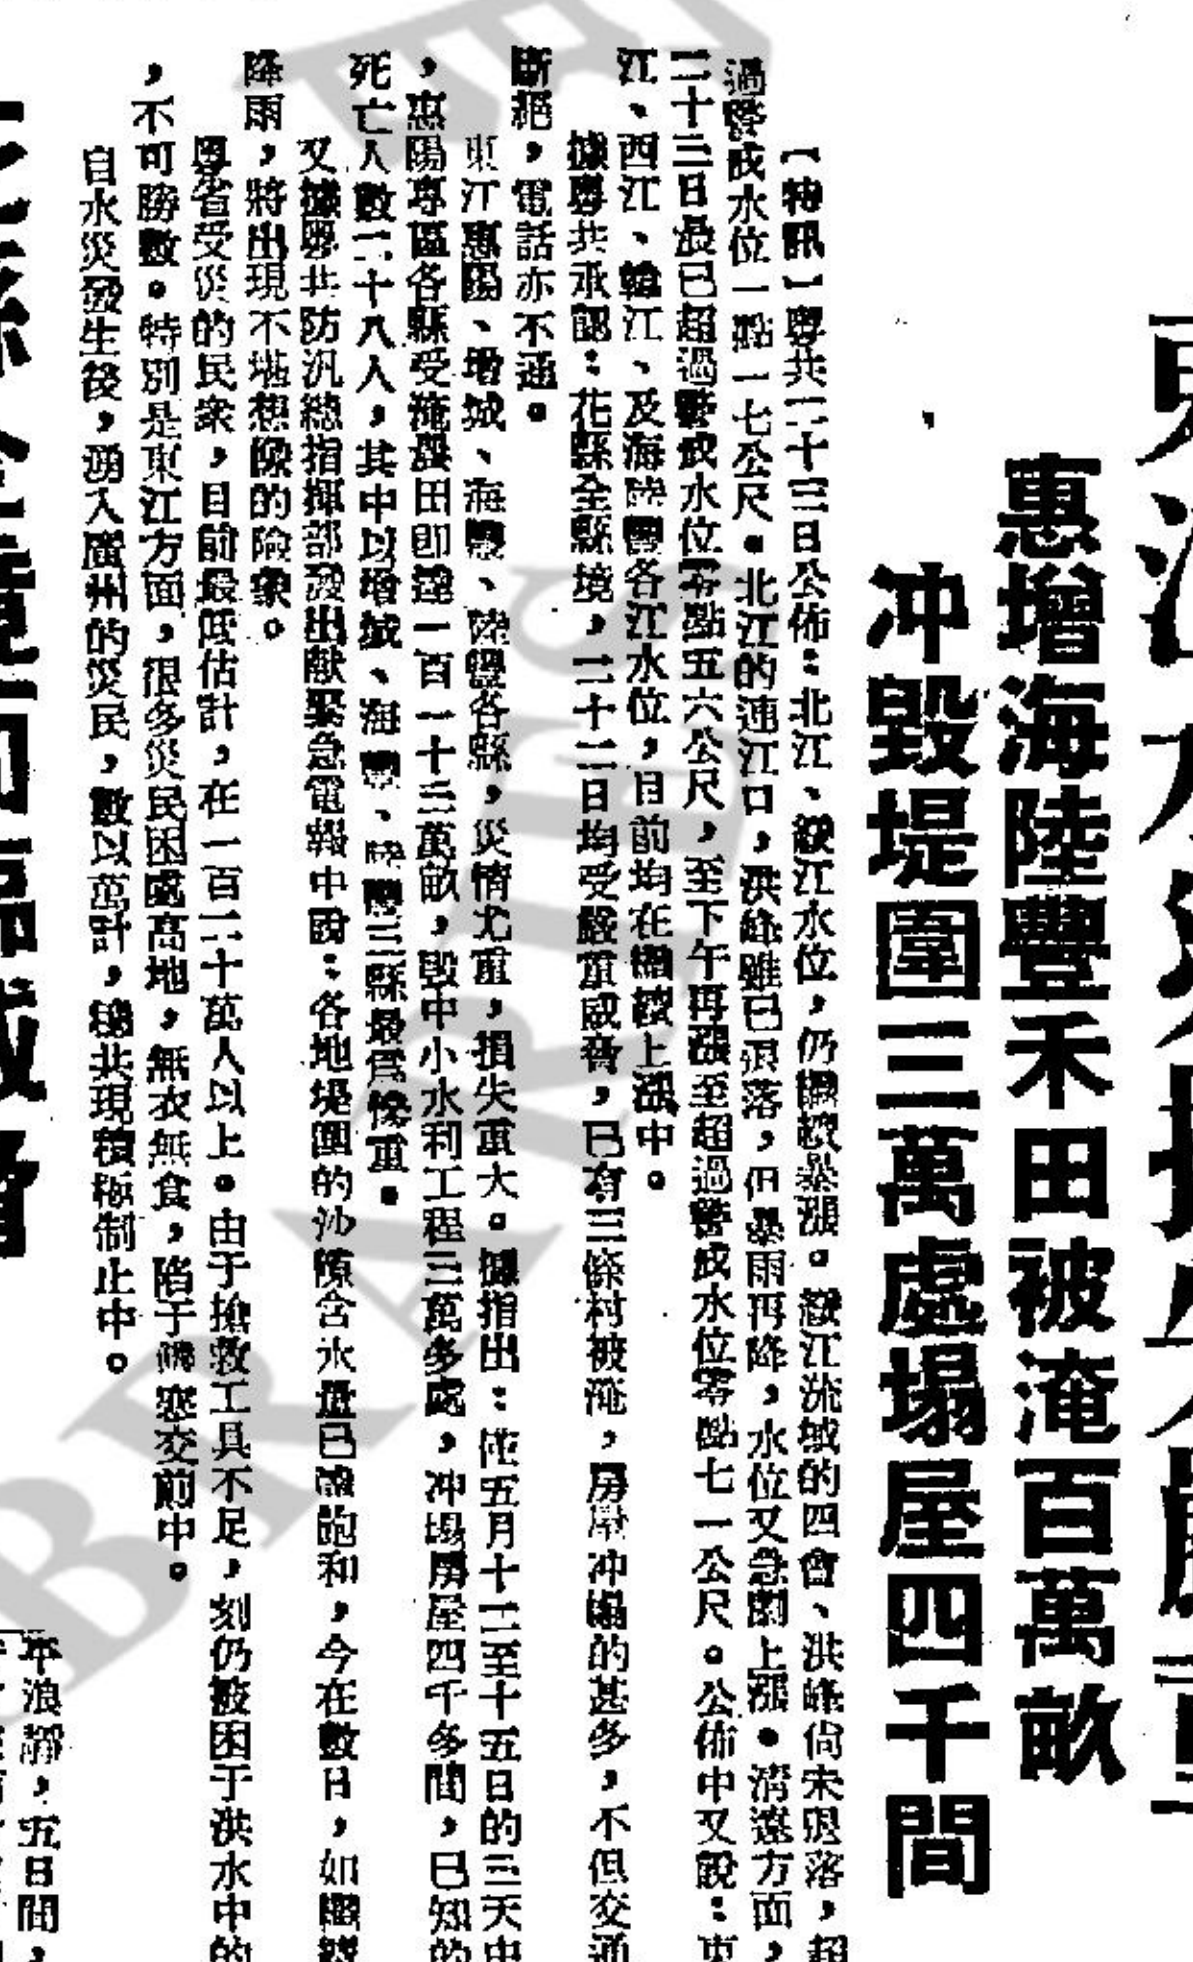 惠增海陸豐禾田被淹百萬畝
冲毀堤圍三萬處塌屋四千間
【特訊】粵共二十三日公佈：北江、綏江水位，仍繼續暴漲。綏江流域的四會、洪峰尙未退落，超
過警戒水位一點一七公尺。北江的連江口，洪峰雖已退落，但暴雨再降，水位又急劇上漲。淸遠方面，
二十三日晨已超過警戒水位零點五六公尺，至下午再漲至超過警戒水位零點七一公尺。公佈中又說：東
江、西江、韓江、及海陸豐各江水位，目前均在繼續上漲中。
據粵共承認：花縣全縣境，二十二日均受嚴重威脅，已有三條村被淹，房屋冲塌的甚多，不但交通
斷絕，電話亦不通。
東江惠陽、增城、海豐、陸豐各縣，災情尤重，損失重大。據指出：從五月十二至十五日的三天中
，惠陽專區各縣受淹農田即達一百一十三萬畝，毀中小水利工程三萬多處，冲塌房屋四千多間，已知的
死亡人數二十八人，其中以增城、海豐、陸豐三縣最爲慘重。
又據粵共防汎總指揮部發出緊急電報中說：各地堤圍的沙隙含水量已飽和，今在數日，如繼續
降雨，將出現不堪想像的險象。
粵省受災的民衆，目前最低估計，在一百二十萬人以上。由于搶救工具不足，刻仍被困于洪水中的
，不可勝數。特別是東江方面，很多災民困處高地，無衣無食，陷于飢寒交廹中。
自水災發生後，湧入廣州的災民，數以萬計，粵共現積極制止中。
平浪靜，五日間，